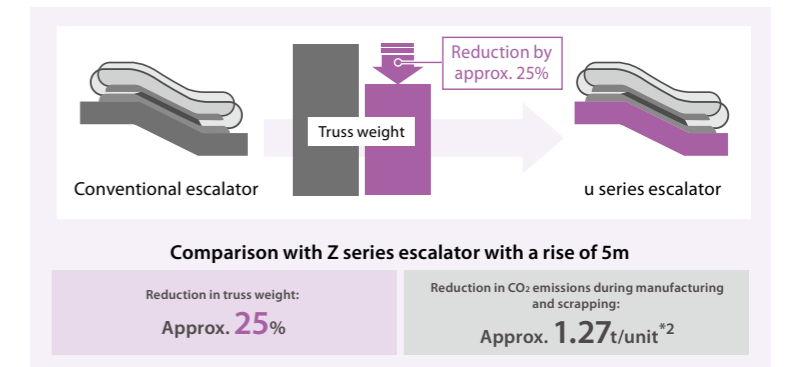 Reduction by
approx. 25%
Truss weight
Conventional escalator
u series escalator
Comparison with Z series escalator with a rise of 5m
Reduction in truss weight:
Approx. 25%
Reduction in CO₂ emissions during manufacturing
and scrapping:
Approx. 1.27t/unit*2